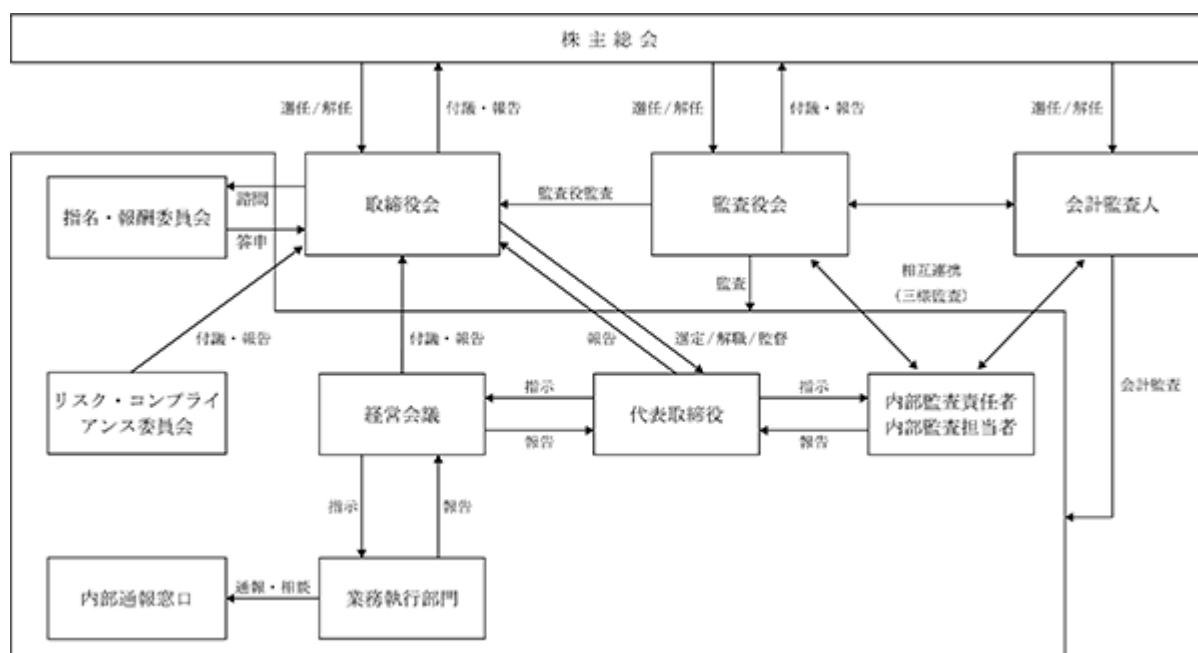 株主総会
選任/解任
付議・報告
選任/解任
付議・報告
選任/解任
指名・報酬委員会
諮問
答申
取締役会
監査役監査
監査役会
会計監査人
監査
相互連携
(三様監査)
付議・報告
付議・報告
報告
選定/解職/監督
会計監査
リスク・コンプライ
アンス委員会
経営会議
指示
報告
代表取締役
指示
報告
内部監査責任者
内部監査担当者
指示
報告
内部通報窓口
通報・相談
業務執行部門